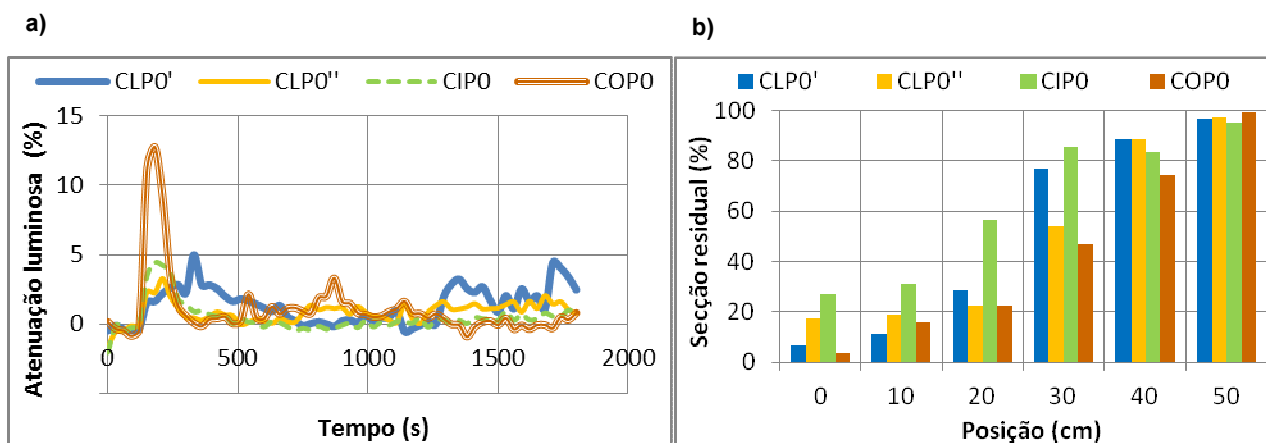 a)
CLP0' CLP0'' CIP0 COP0
Atenuação luminosa (%)
15
10
5
0
0 500 1000 1500 2000
Tempo (s)
b)
CLP0' CLP0'' CIP0 COP0
Secção residual (%)
100
80
60
40
20
0
0 10 20 30 40 50
Posição (cm)